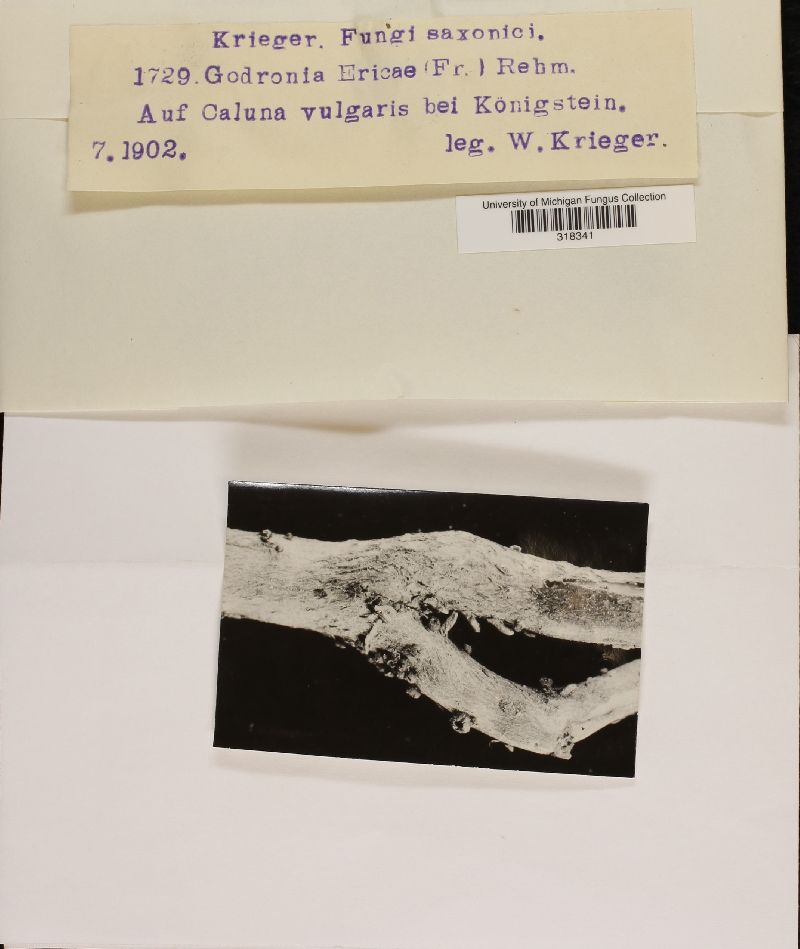 Krieger. Fungi saxonici.
1729. Godronia Ericae (Fr.) Rehm.
Auf Caluna vulgaris bei Königstein.
7.1902. leg. W. Krieger.
University of Michigan Fungus Collection
318341